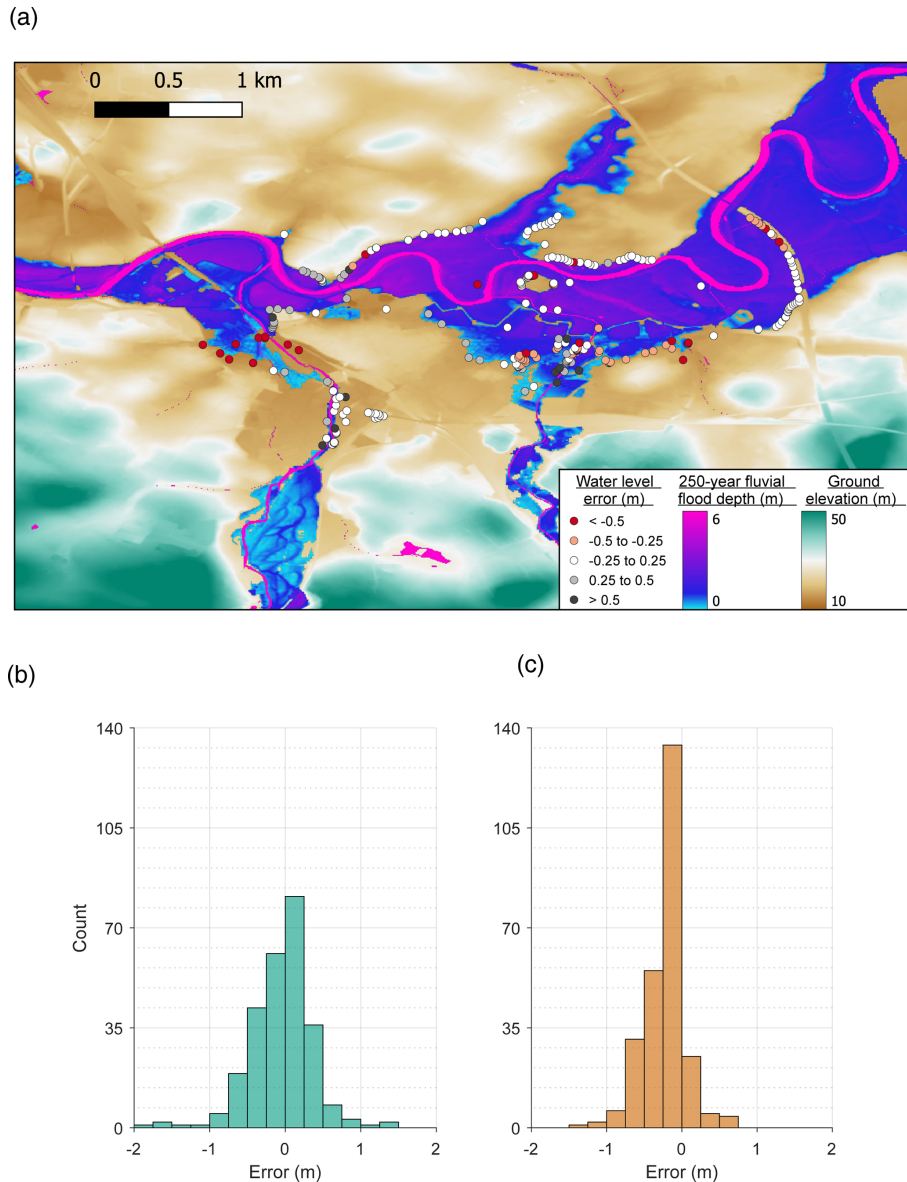 (a)
0 0.5 1 km
Water level
error (m)
< -0.5
-0.5 to -0.25
-0.25 to 0.25
0.25 to 0.5
> 0.5
250-year fluvial
flood depth (m)
6
0
Ground
elevation (m)
50
10
(b)
140
105
70
35
0
Count
-2 -1 0 1 2
Error (m)
(c)
140
105
70
35
0
-2 -1 0 1 2
Error (m)